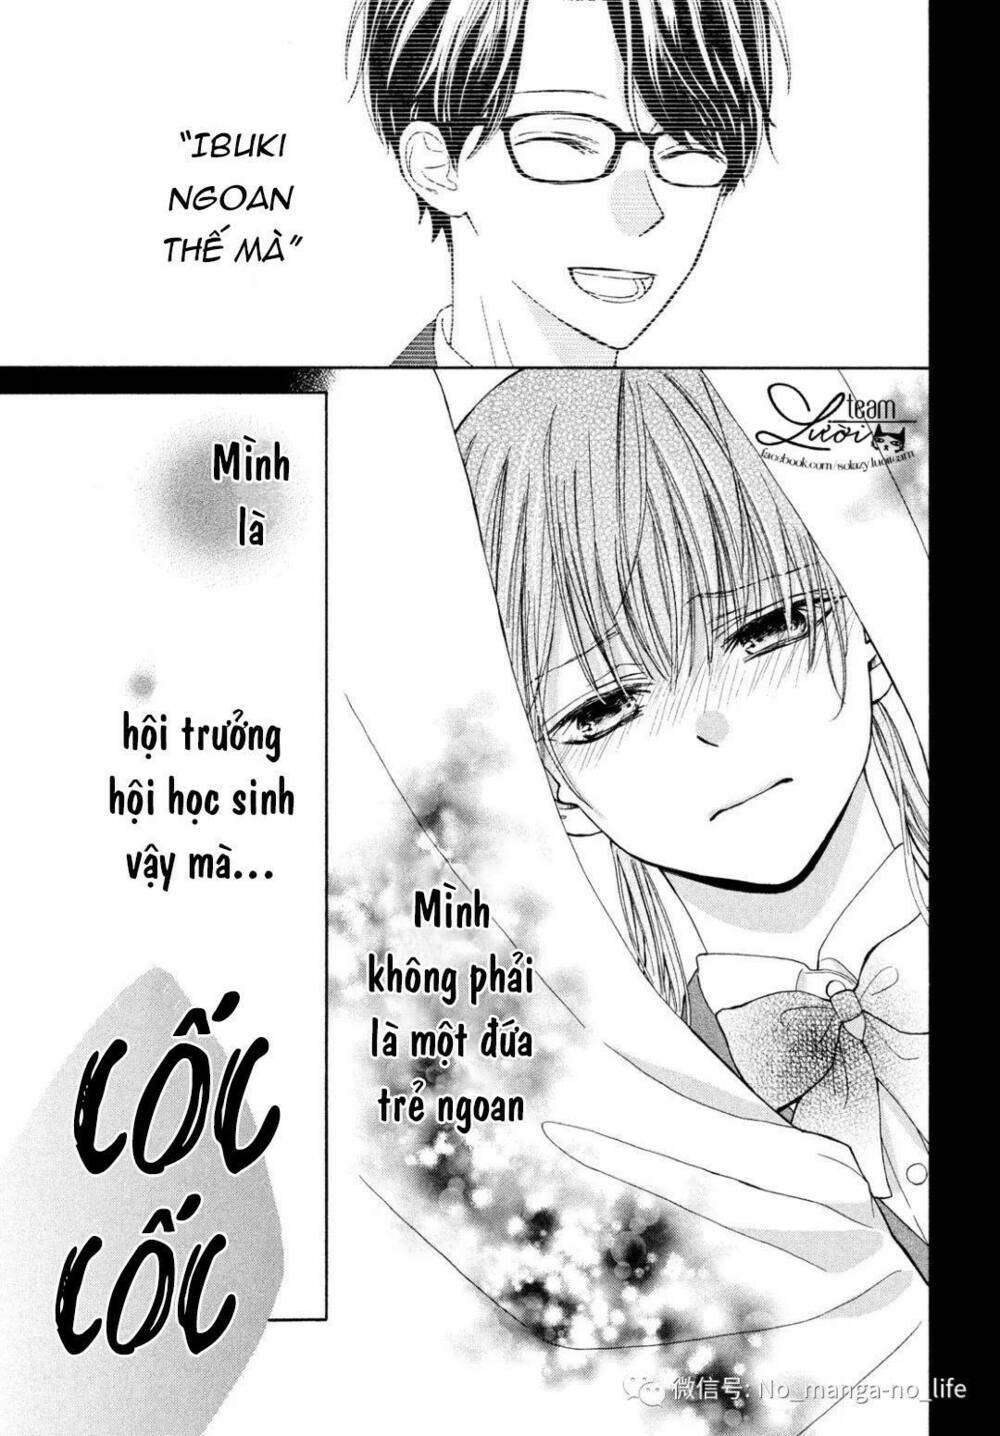 "IBUKI
NGOAN
THẾ MÀ"
team
Lười
facebook.com/solazy.luoiteam
Mình
là
hội trưởng
hội học sinh
vậy mà...
Mình
không phải
là một đứa
trẻ ngoan
CỐC
CỐC
微信号: No_manga-no_life